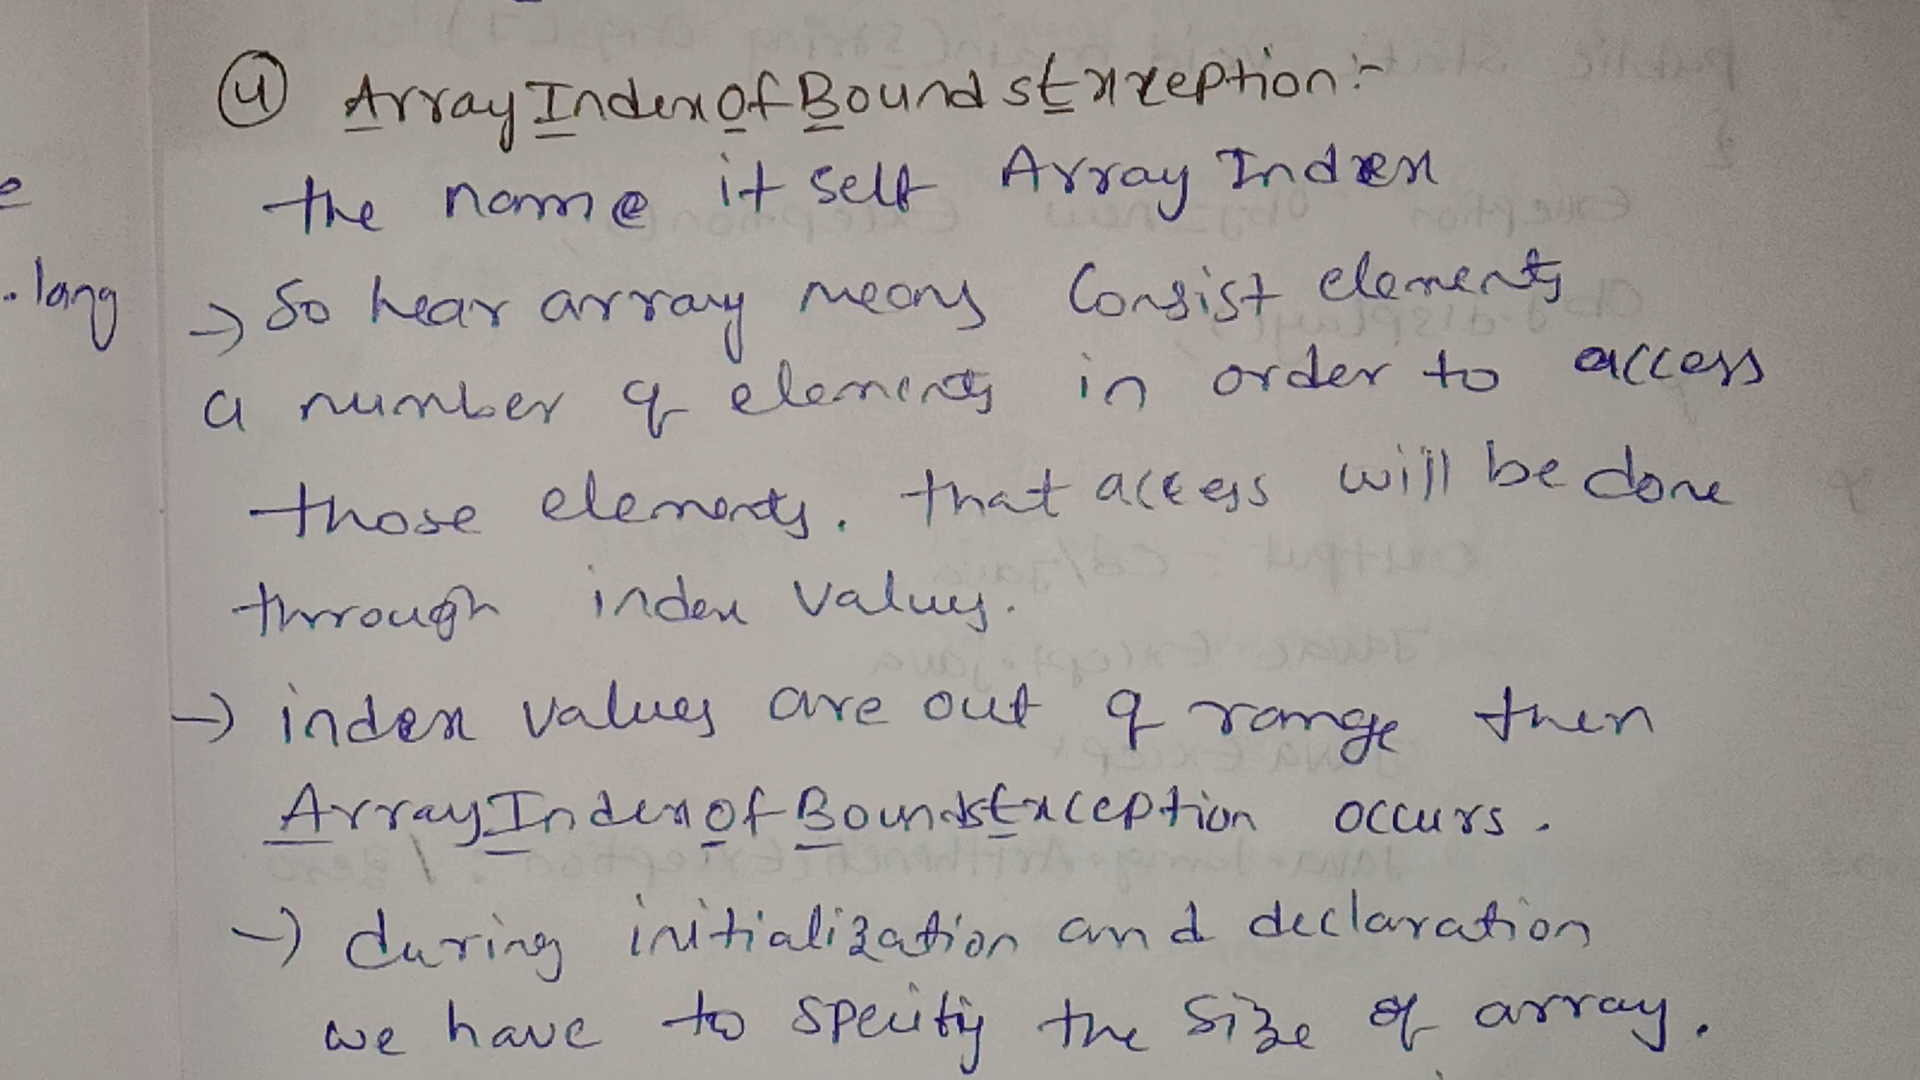 ④ ArrayIndexOfBoundsExxeption:-
the name it self Array Index
→ So hear array means Consist elements
a number of elements in order to access
those elements. that access will be done
through index values.
→ index values are out of range then
ArrayIndexOfBoundsException occurs.
→ during initialization and declaration
we have to specifiy the size of array.
e
. lang